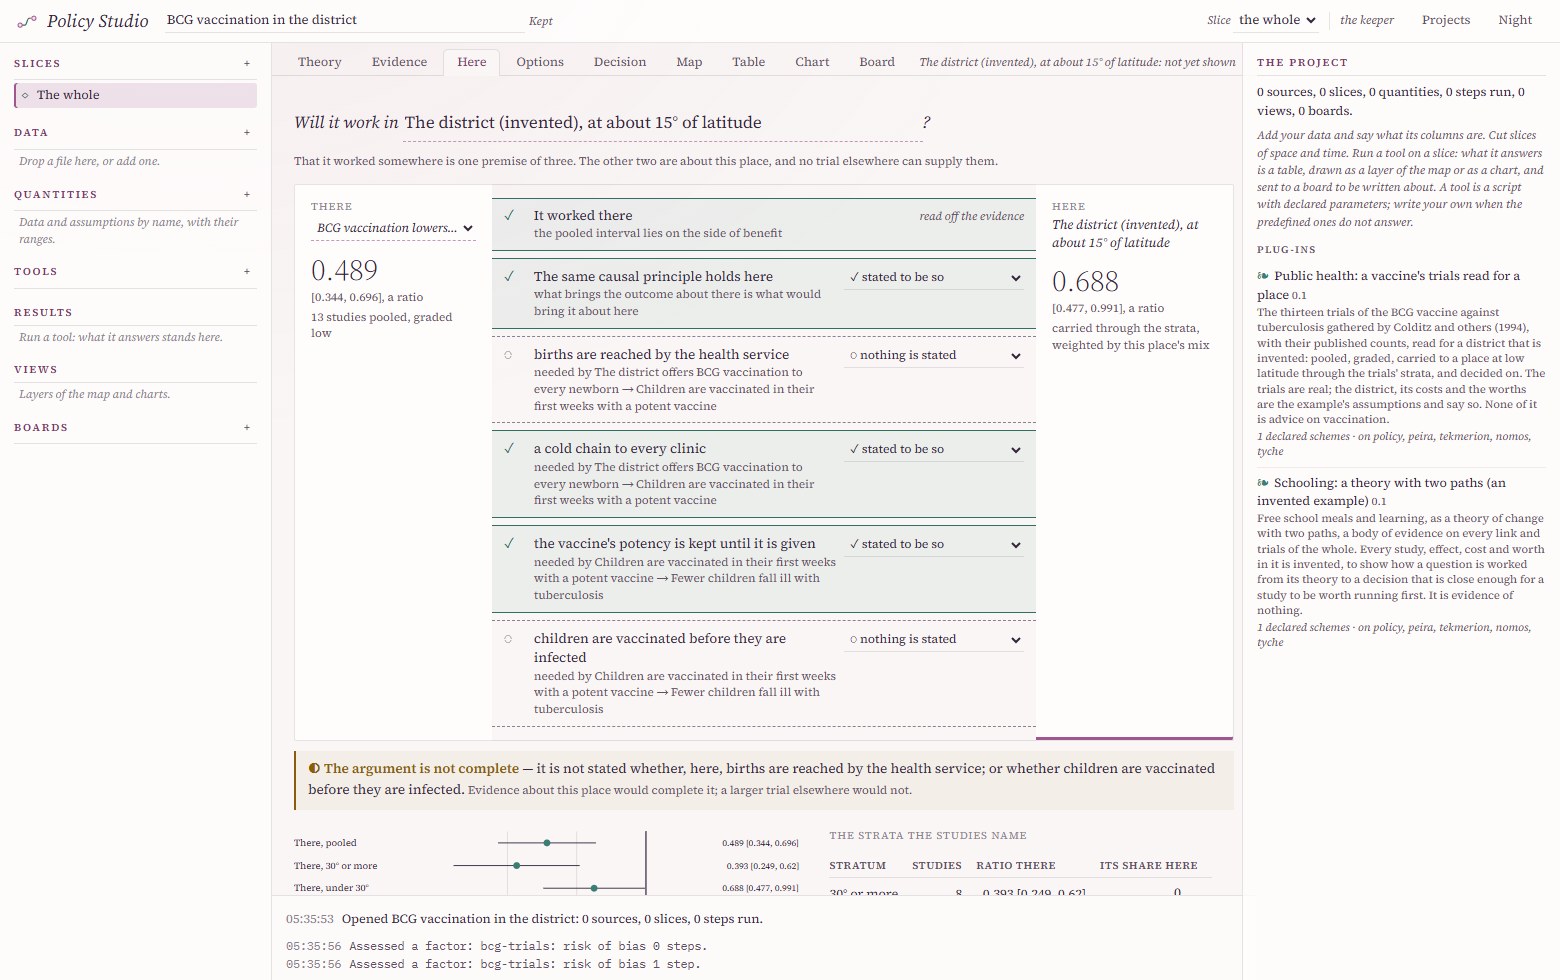 Policy Studio
BCG vaccination in the district
Kept
Slice the whole
the keeper
Projects
Night
SLICES +
The whole
DATA +
Drop a file here, or add one.
QUANTITIES +
Data and assumptions by name, with their
ranges.
TOOLS +
RESULTS
Run a tool: what it answers stands here.
VIEWS
Layers of the map and charts.
BOARDS +
Theory Evidence Here Options Decision Map Table Chart Board The district (invented), at about 15° of latitude: not yet shown
Will it work in The district (invented), at about 15° of latitude ?
That it worked somewhere is one premise of three. The other two are about this place, and no trial elsewhere can supply them.
THERE
BCG vaccination lowers...
0.489
[0.344, 0.696], a ratio
13 studies pooled, graded
low
✓ It worked there read off the evidence
the pooled interval lies on the side of benefit
✓ The same causal principle holds here ✓ stated to be so
what brings the outcome about there is what would
bring it about here
births are reached by the health service ○ nothing is stated
needed by The district offers BCG vaccination to
every newborn → Children are vaccinated in their
first weeks with a potent vaccine
✓ a cold chain to every clinic ✓ stated to be so
needed by The district offers BCG vaccination to
every newborn → Children are vaccinated in their
first weeks with a potent vaccine
✓ the vaccine's potency is kept until it is given ✓ stated to be so
needed by Children are vaccinated in their first weeks
with a potent vaccine → Fewer children fall ill with
tuberculosis
children are vaccinated before they are ○ nothing is stated
infected
needed by Children are vaccinated in their first weeks
with a potent vaccine → Fewer children fall ill with
tuberculosis
HERE
The district (invented), at
about 15° of latitude
0.688
[0.477, 0.991], a ratio
carried through the strata,
weighted by this place's mix
◐ The argument is not complete — it is not stated whether, here, births are reached by the health service; or whether children are vaccinated
before they are infected. Evidence about this place would complete it; a larger trial elsewhere would not.
There, pooled 0.489 [0.344, 0.696]
There, 30° or more 0.393 [0.249, 0.62]
There, under 30° 0.688 [0.477, 0.991]
THE STRATA THE STUDIES NAME
STRATUM STUDIES RATIO THERE ITS SHARE HERE
30° or more 8 0.393 [0.249, 0.62] 0
05:35:53 Opened BCG vaccination in the district: 0 sources, 0 slices, 0 steps run.
05:35:56 Assessed a factor: bcg-trials: risk of bias 0 steps.
05:35:56 Assessed a factor: bcg-trials: risk of bias 1 step.
THE PROJECT
0 sources, 0 slices, 0 quantities, 0 steps run, 0
views, 0 boards.
Add your data and say what its columns are. Cut slices
of space and time. Run a tool on a slice: what it answers
is a table, drawn as a layer of the map or as a chart, and
sent to a board to be written about. A tool is a script
with declared parameters; write your own when the
predefined ones do not answer.
PLUG-INS
Public health: a vaccine's trials read for a
place 0.1
The thirteen trials of the BCG vaccine against
tuberculosis gathered by Colditz and others (1994),
with their published counts, read for a district that is
invented: pooled, graded, carried to a place at low
latitude through the trials' strata, and decided on. The
trials are real; the district, its costs and the worths
are the example's assumptions and say so. None of it
is advice on vaccination.
1 declared schemes · on policy, peira, tekmerion, nomos,
tyche
Schooling: a theory with two paths (an
invented example) 0.1
Free school meals and learning, as a theory of change
with two paths, a body of evidence on every link and
trials of the whole. Every study, effect, cost and worth
in it is invented, to show how a question is worked
from its theory to a decision that is close enough for a
study to be worth running first. It is evidence of
nothing.
1 declared schemes · on policy, peira, tekmerion, nomos,
tyche